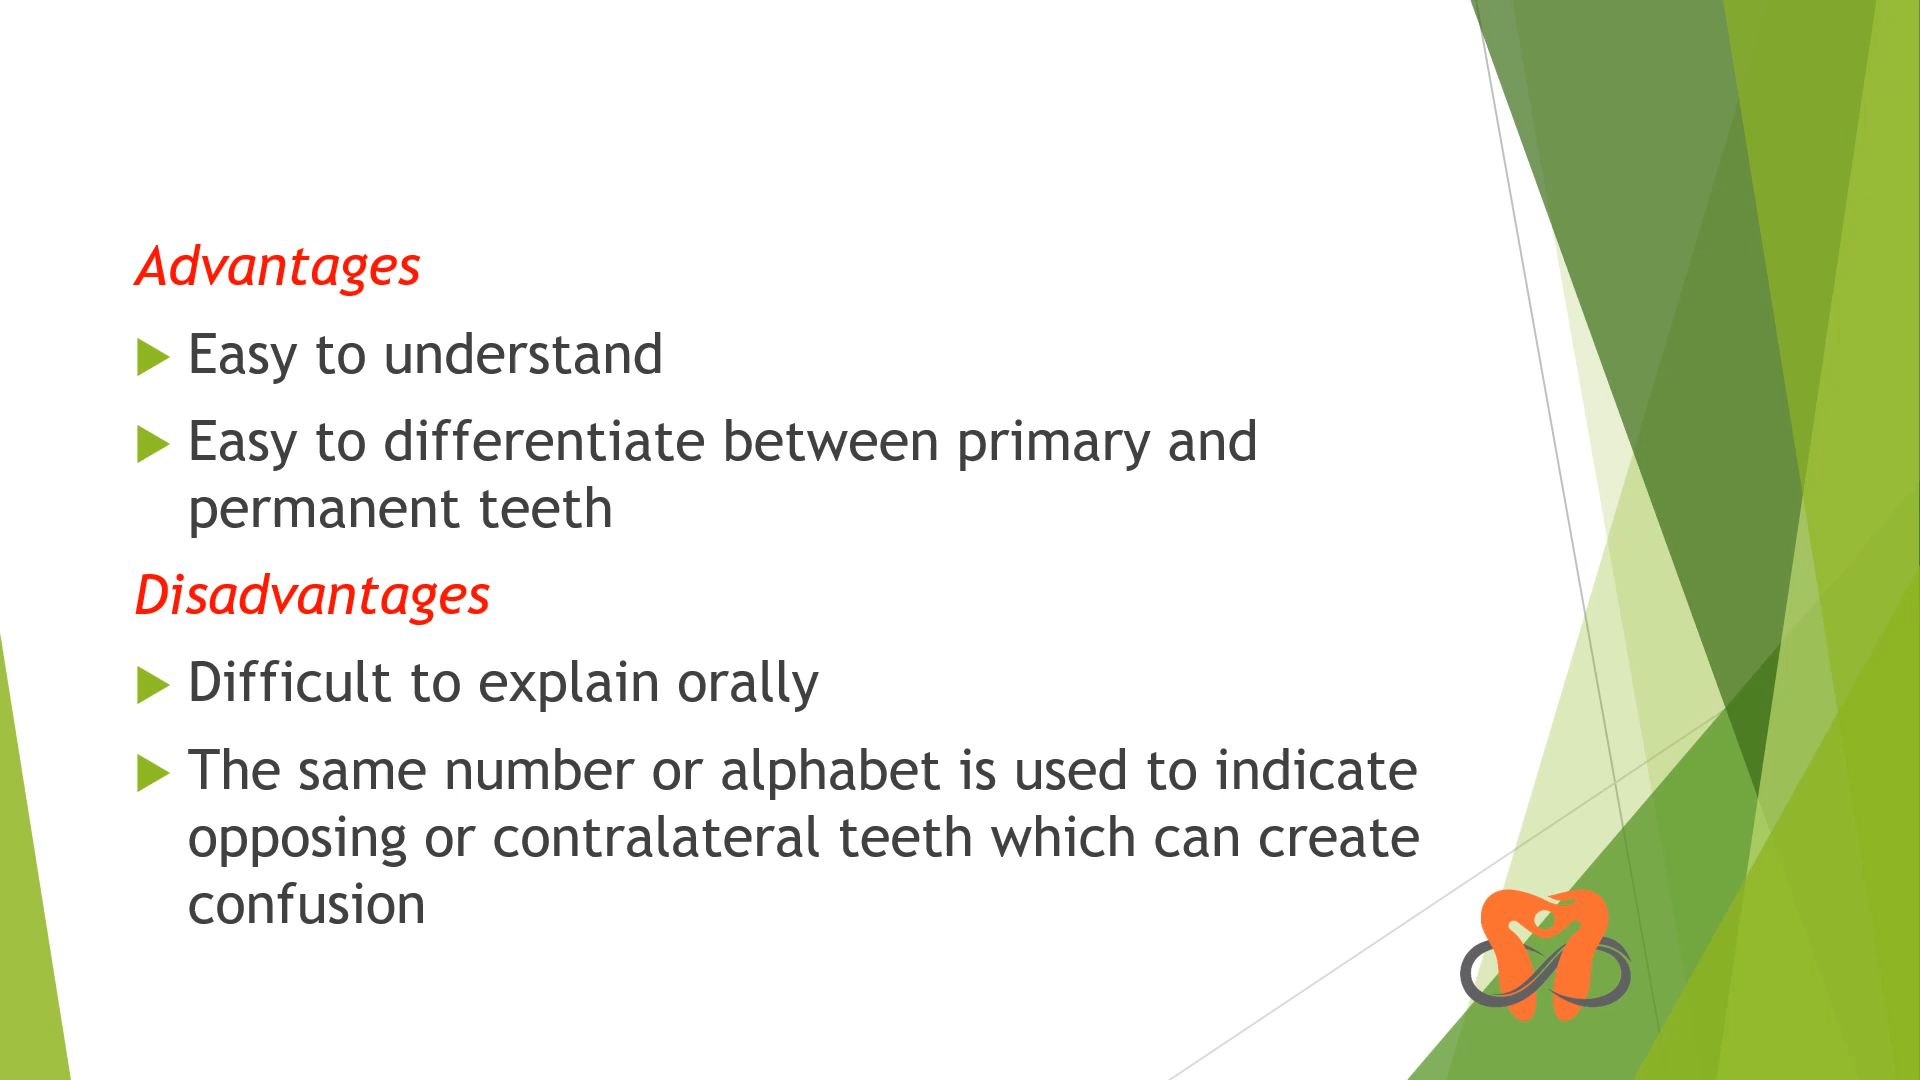 Advantages
Easy to understand
Easy to differentiate between primary and
permanent teeth
Disadvantages
Difficult to explain orally
The same number or alphabet is used to indicate
opposing or contralateral teeth which can create
confusion